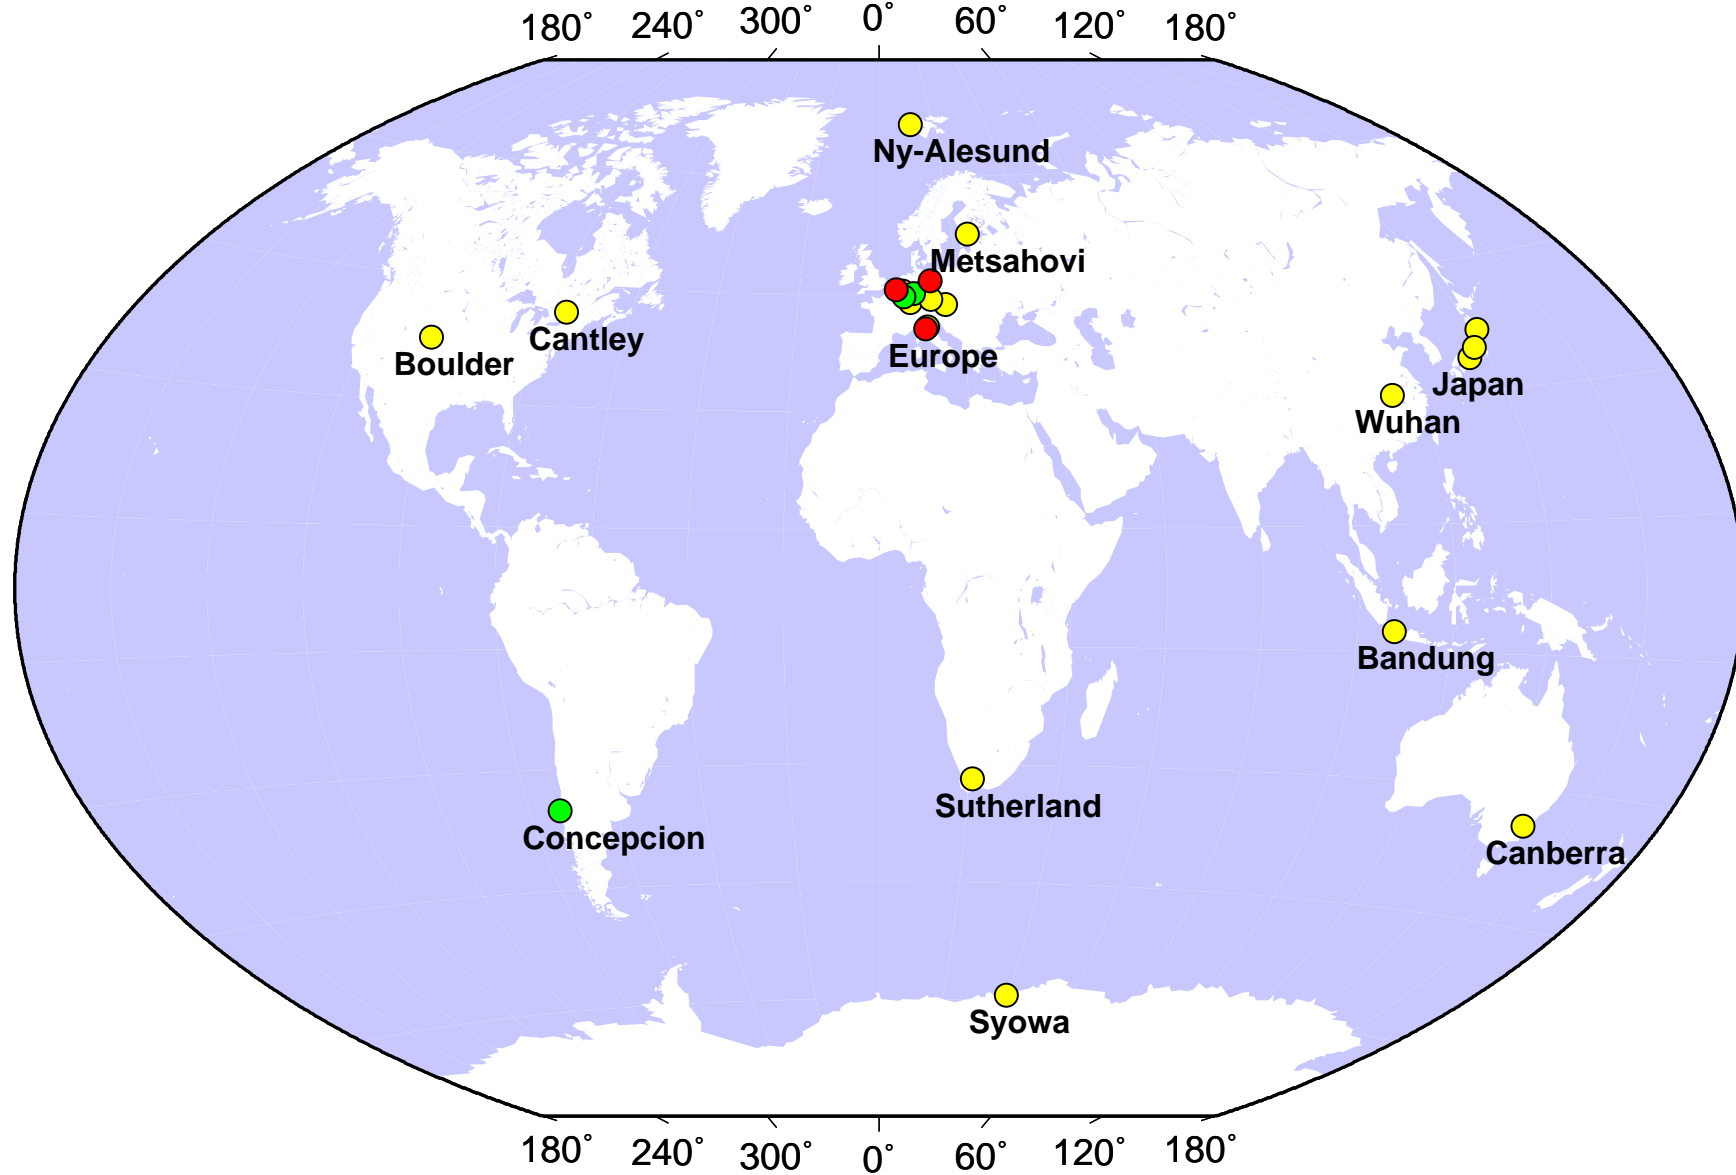 180° 240° 300° 0° 60° 120° 180°
Ny-Alesund
Metsahovi
Cantley
Boulder
Europe
Japan
Wuhan
Bandung
Sutherland
Concepcion
Canberra
Syowa
180° 240° 300° 0° 60° 120° 180°